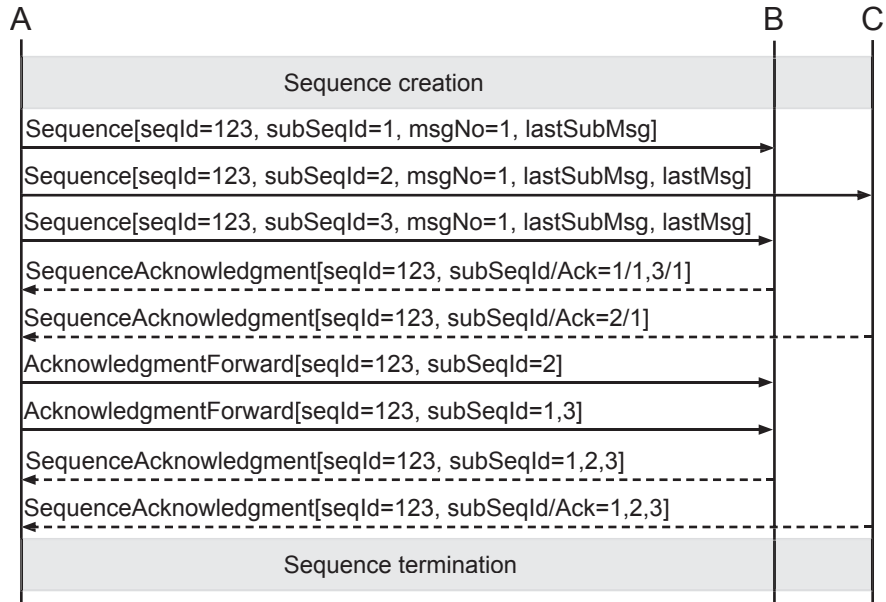 A B C
Sequence creation
Sequence[seqId=123, subSeqId=1, msgNo=1, lastSubMsg]
Sequence[seqId=123, subSeqId=2, msgNo=1, lastSubMsg, lastMsg]
Sequence[seqId=123, subSeqId=3, msgNo=1, lastSubMsg, lastMsg]
SequenceAcknowledgment[seqId=123, subSeqId/Ack=1/1,3/1]
SequenceAcknowledgment[seqId=123, subSeqId/Ack=2/1]
AcknowledgmentForward[seqId=123, subSeqId=2]
AcknowledgmentForward[seqId=123, subSeqId=1,3]
SequenceAcknowledgment[seqId=123, subSeqId=1,2,3]
SequenceAcknowledgment[seqId=123, subSeqId/Ack=1,2,3]
Sequence termination